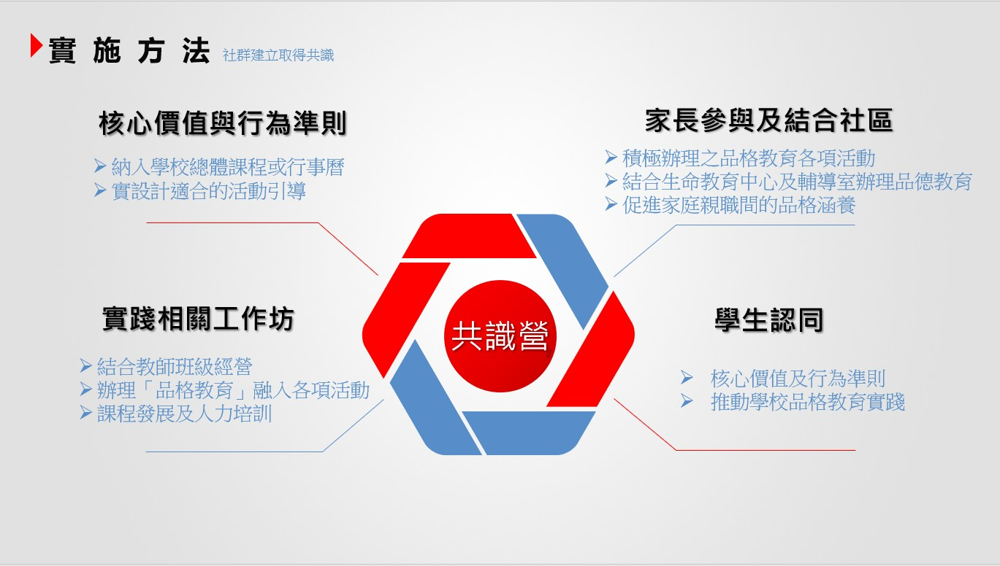 實施方法 社群建立取得共識
核心價值與行為準則
納入學校總體課程或行事曆
實設計適合的活動引導
家長參與及結合社區
積極辦理之品格教育各項活動
結合生命教育中心及輔導室辦理品德教育
促進家庭親職間的品格涵養
共識營
實踐相關工作坊
結合教師班級經營
辦理「品格教育」融入各項活動
課程發展及人力培訓
學生認同
核心價值及行為準則
推動學校品格教育實踐